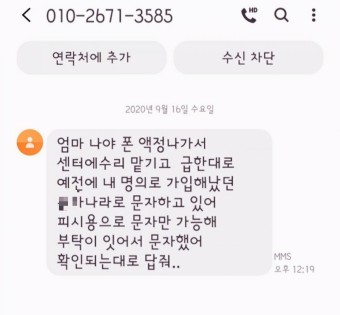 010-2671-3585
연락처에 추가
수신 차단
2020년 9월 16일 수요일
엄마 나야 폰 액정나가서
센터에수리 맡기고 급한대로
예전에 내 명의로 가입해놨던
하나라로 문자하고 있어
피시용으로 문자만 가능해
부탁이 잇어서 문자했어
확인되는대로 답줘..
MMS
오후 12:19